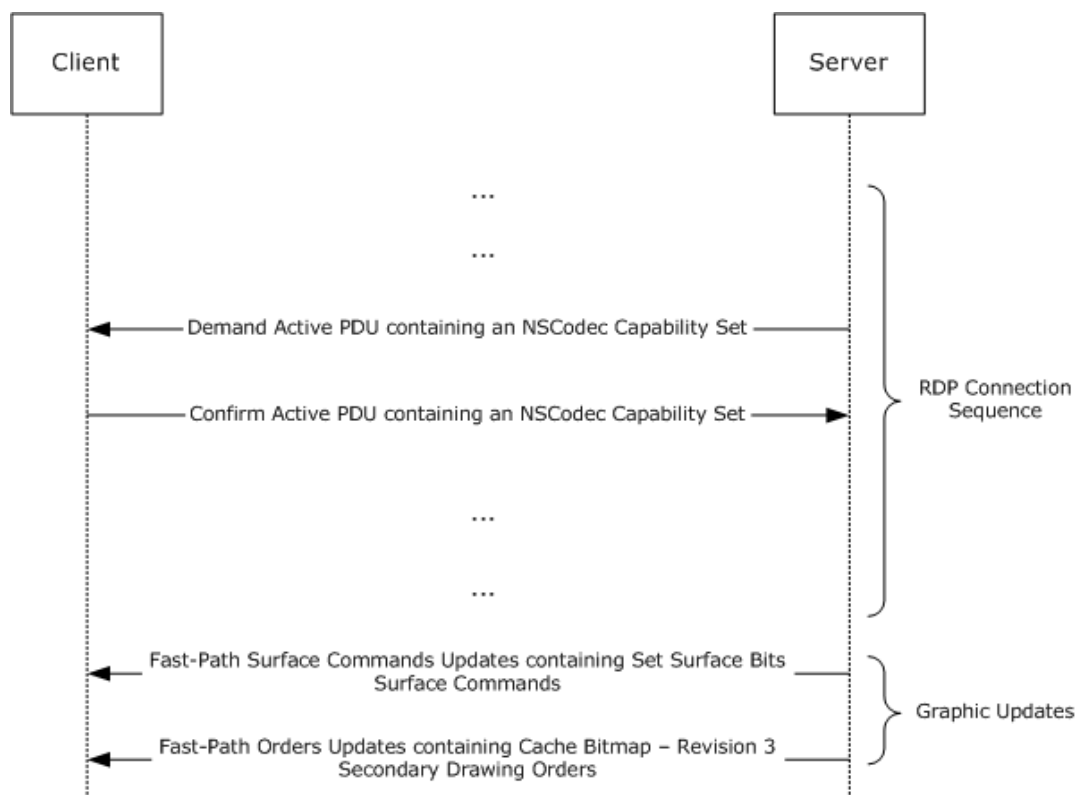 Client
Server
...
...
Demand Active PDU containing an NSCodec Capability Set
Confirm Active PDU containing an NSCodec Capability Set
RDP Connection
Sequence
...
...
Fast-Path Surface Commands Updates containing Set Surface Bits
Surface Commands
Graphic Updates
Fast-Path Orders Updates containing Cache Bitmap – Revision 3
Secondary Drawing Orders